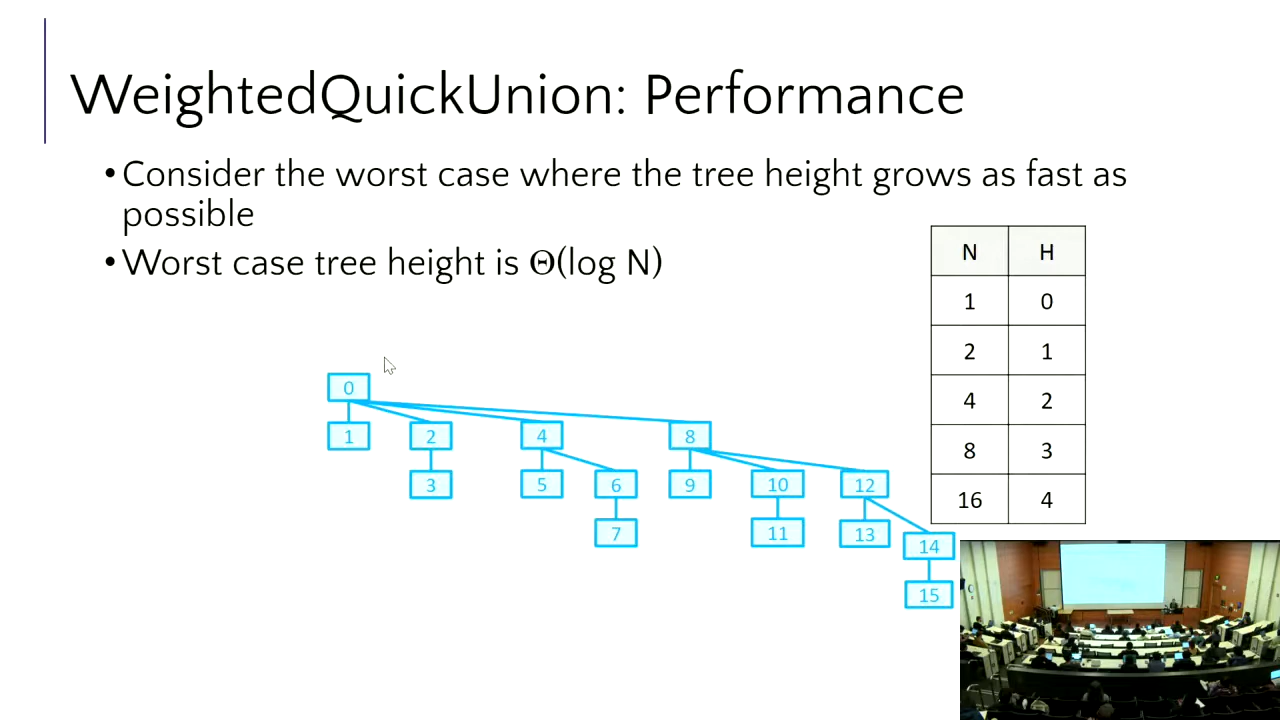 WeightedQuickUnion: Performance
• Consider the worst case where the tree height grows as fast as
possible
• Worst case tree height is Θ(log N)
N H
1 0
2 1
4 2
8 3
16 4
0
1 2 4 8
3 5 6 9 10 12
7 11 13 14
15